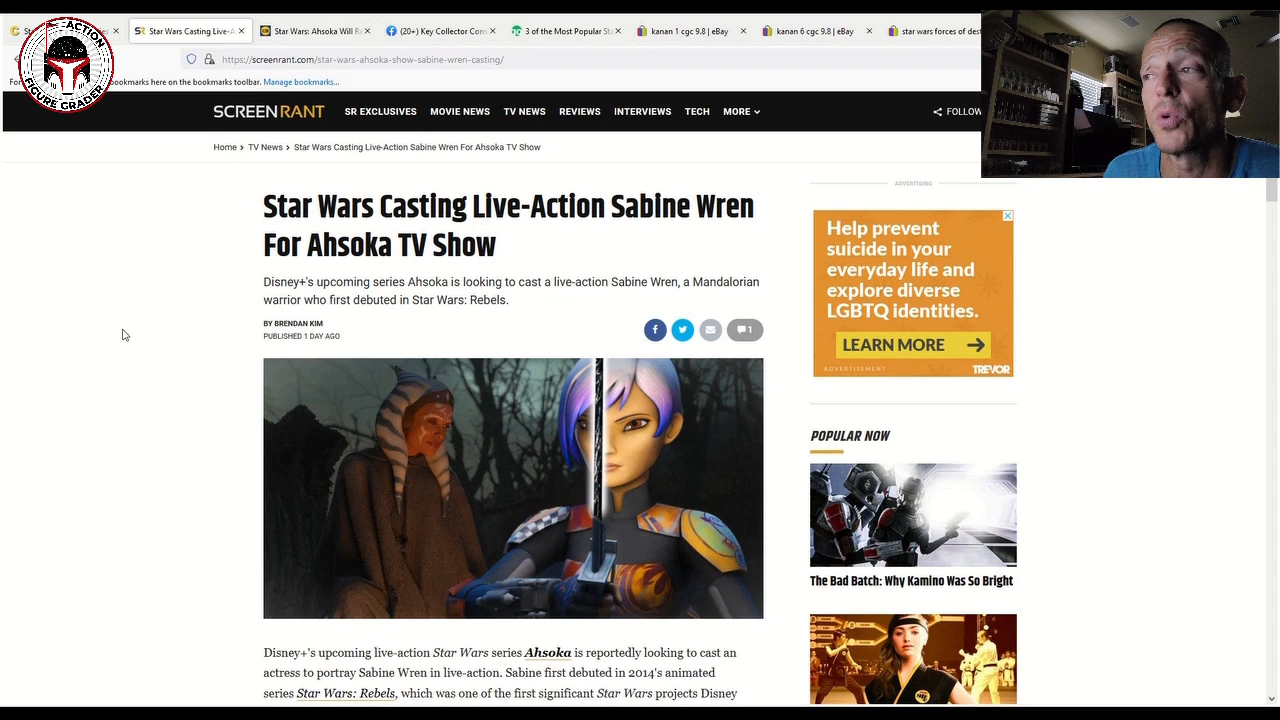 Star Wars Casting Live-A
Star Wars: Ahsoka Will R
(20+) Key Collector Com
3 of the Most Popular St
kanan 1 cgc 9.8 | eBay
kanan 6 cgc 9.8 | eBay
star wars forces of dest
E-ACTION
FIGURE GRADER
https://screenrant.com/star-wars-ahsoka-show-sabine-wren-casting/
bookmarks here on the bookmarks toolbar. Manage bookmarks...
SCREENRANT
SR EXCLUSIVES
MOVIE NEWS
TV NEWS
REVIEWS
INTERVIEWS
TECH
MORE
FOLLOW
Home > TV News > Star Wars Casting Live-Action Sabine Wren For Ahsoka TV Show
Star Wars Casting Live-Action Sabine Wren
For Ahsoka TV Show
Disney+'s upcoming series Ahsoka is looking to cast a live-action Sabine Wren, a Mandalorian
warrior who first debuted in Star Wars: Rebels.
BY BRENDAN KIM
PUBLISHED 1 DAY AGO
1
Disney+'s upcoming live-action Star Wars series Ahsoka is reportedly looking to cast an
actress to portray Sabine Wren in live-action. Sabine first debuted in 2014's animated
series Star Wars: Rebels, which was one of the first significant Star Wars projects Disney
ADVERTISING
Help prevent
suicide in your
everyday life and
explore diverse
LGBTQ identities.
LEARN MORE
ADVERTISEMENT
TREVOR
POPULAR NOW
The Bad Batch: Why Kamino Was So Bright